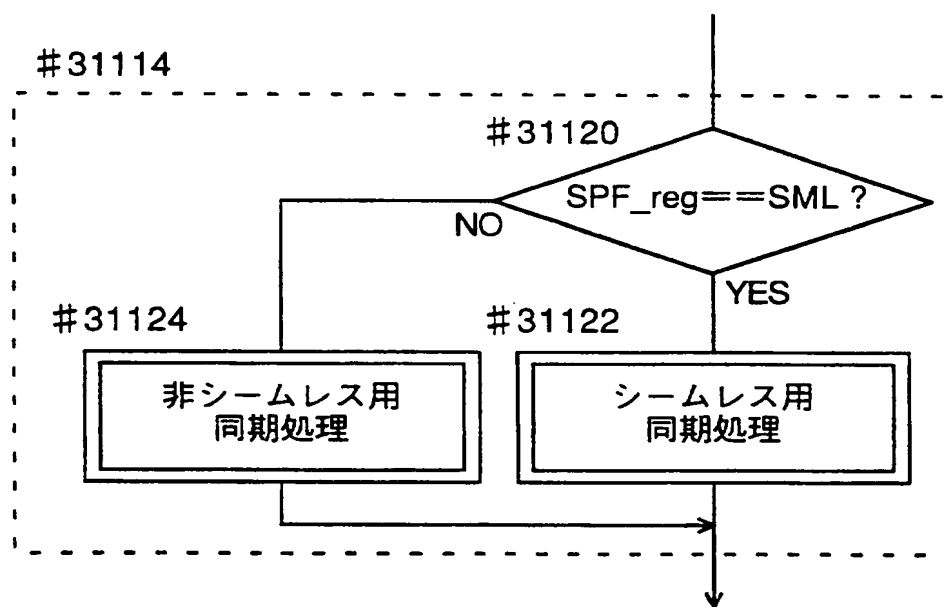 #31114
#31120
SPF_reg==SML ?
NO
YES
#31124
#31122
非シームレス用
同期処理
シームレス用
同期処理